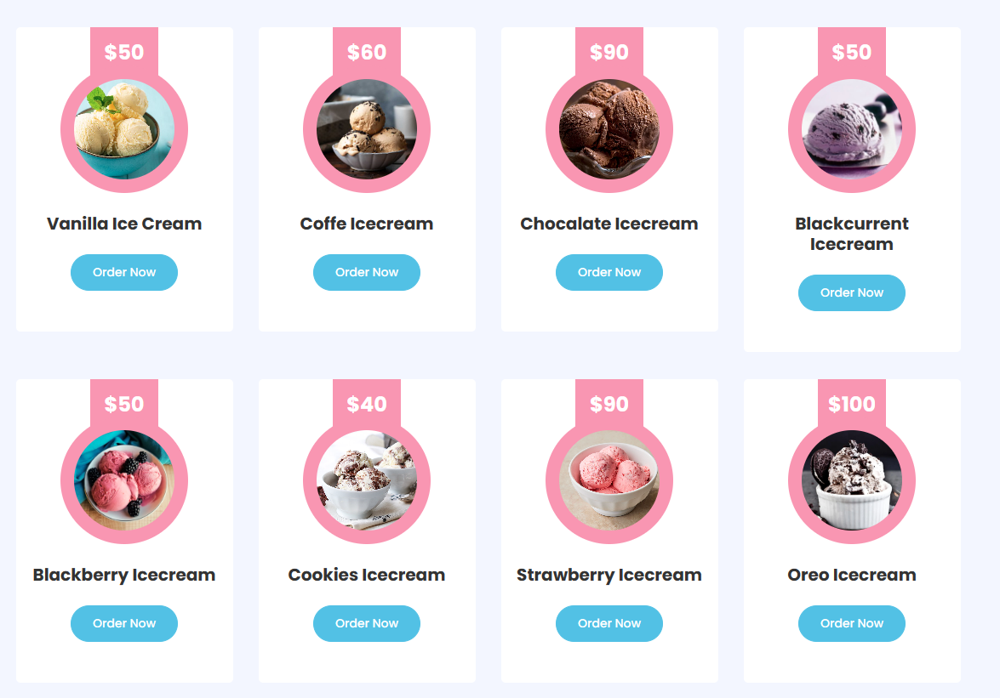 $50
$60
$90
$50
Vanilla Ice Cream
Coffe Icecream
Chocalate Icecream
Blackcurrent
Icecream
Order Now
Order Now
Order Now
Order Now
$50
$40
$90
$100
Blackberry Icecream
Cookies Icecream
Strawberry Icecream
Oreo Icecream
Order Now
Order Now
Order Now
Order Now